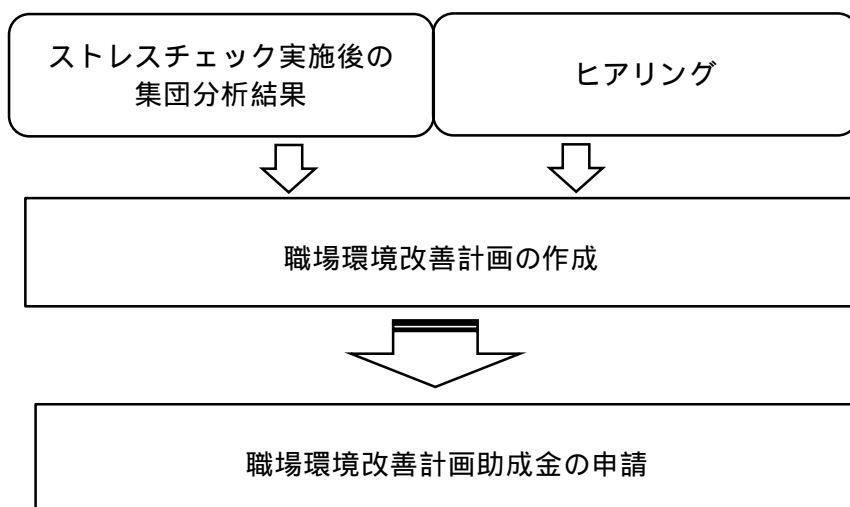 ストレスチェック実施後の
集団分析結果
ヒアリング
職場環境改善計画の作成
職場環境改善計画助成金の申請